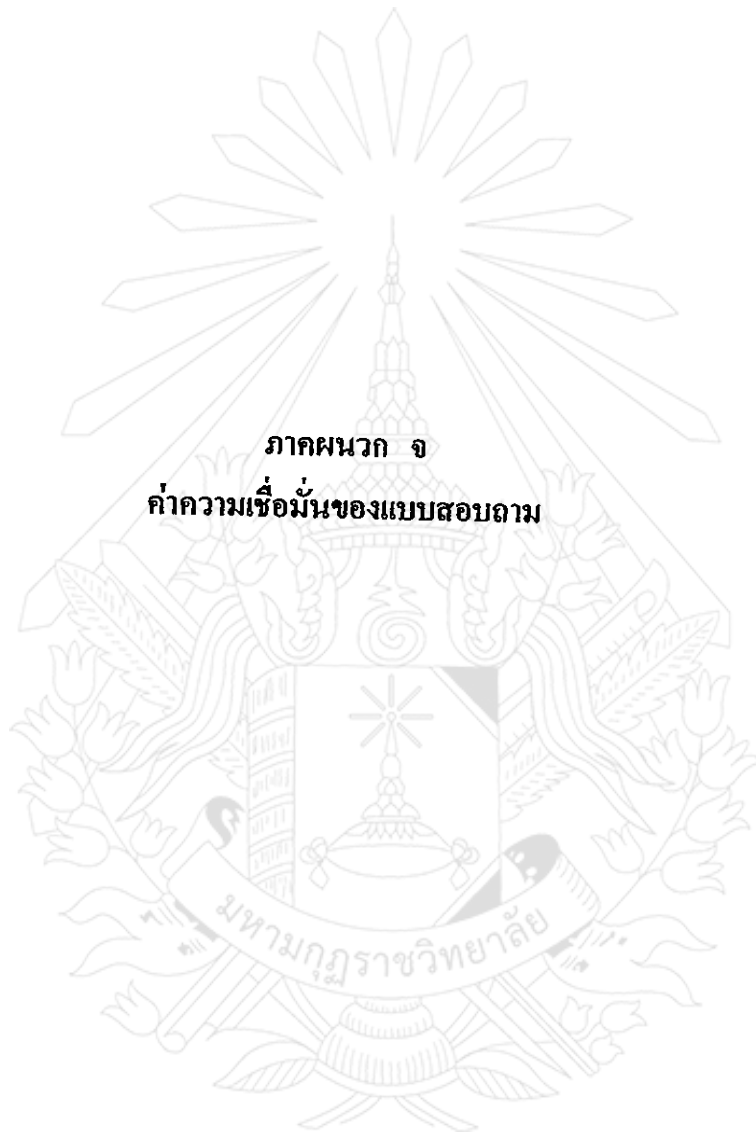 ภาคผนวก จ
ค่าความเชื่อมั่นของแบบสอบถาม
มหามกุฏราชวิทยาลัย